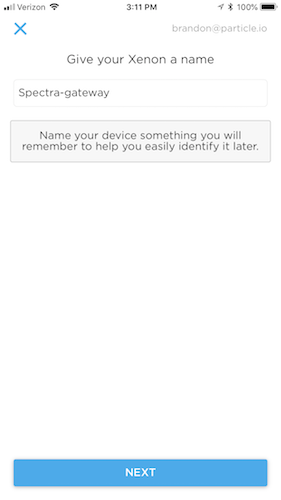 Verizon 3:11 PM 100%
brandon@particle.io
Give your Xenon a name
Spectra-gateway
Name your device something you will
remember to help you easily identify it later.
NEXT